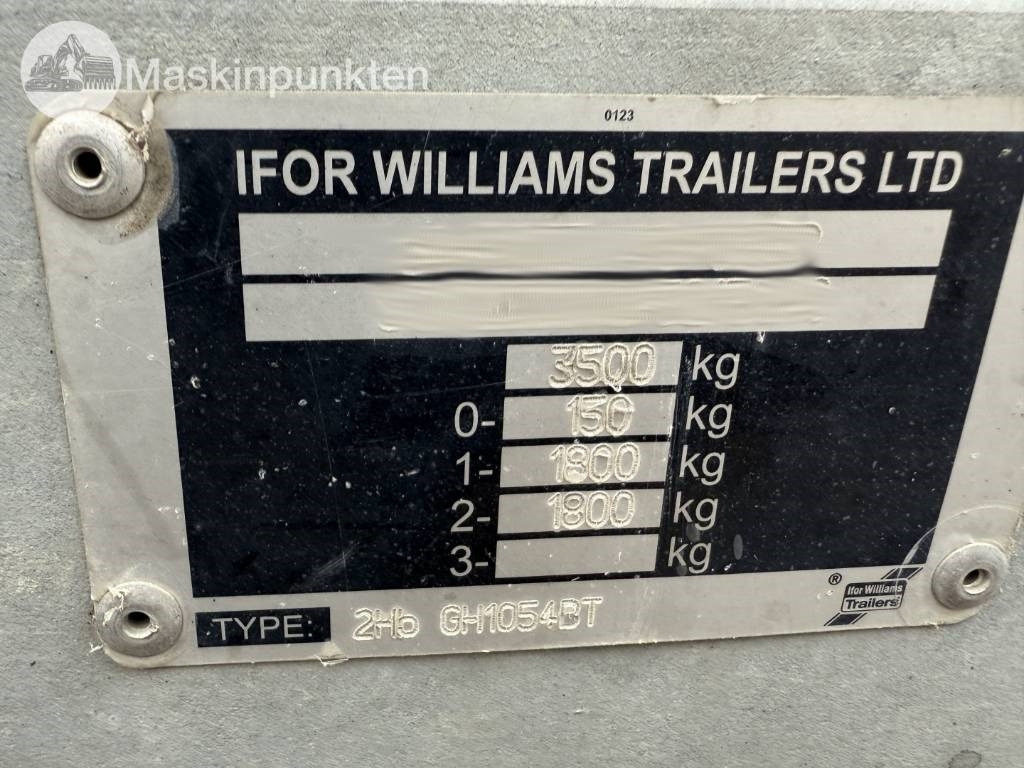 Maskinpunkten
0123
IFOR WILLIAMS TRAILERS LTD
3500 kg
0- 150 kg
1- 1800 kg
2- 1800 kg
3- kg
TYPE: 2Hb GH1054BT
®
Ifor Williams
Trailers